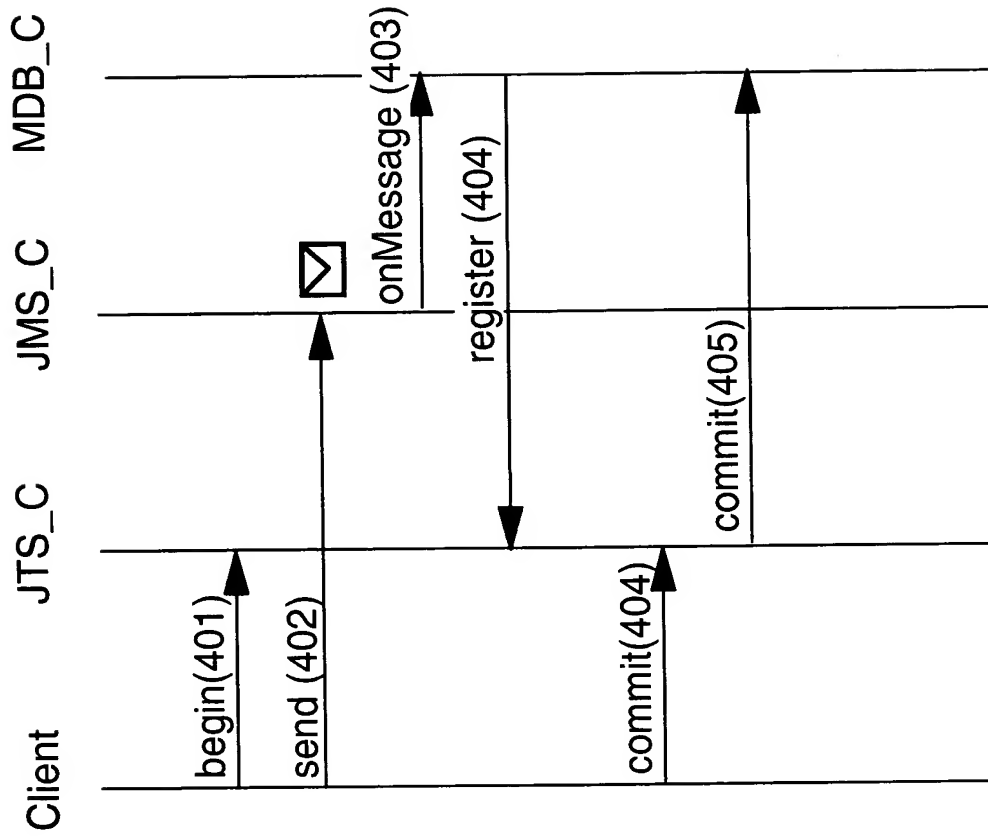 Client
JTS_C
JMS_C
MDB_C
begin(401)
send (402)
onMessage (403)
register (404)
commit(404)
commit(405)